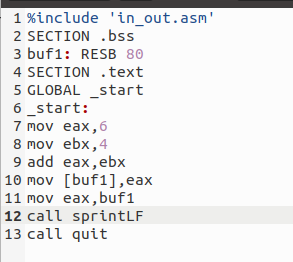 1 %include 'in_out.asm'
2 SECTION .bss
3 buf1: RESB 80
4 SECTION .text
5 GLOBAL _start
6 _start:
7 mov eax,6
8 mov ebx,4
9 add eax,ebx
10 mov [buf1],eax
11 mov eax,buf1
12 call sprintLF
13 call quit